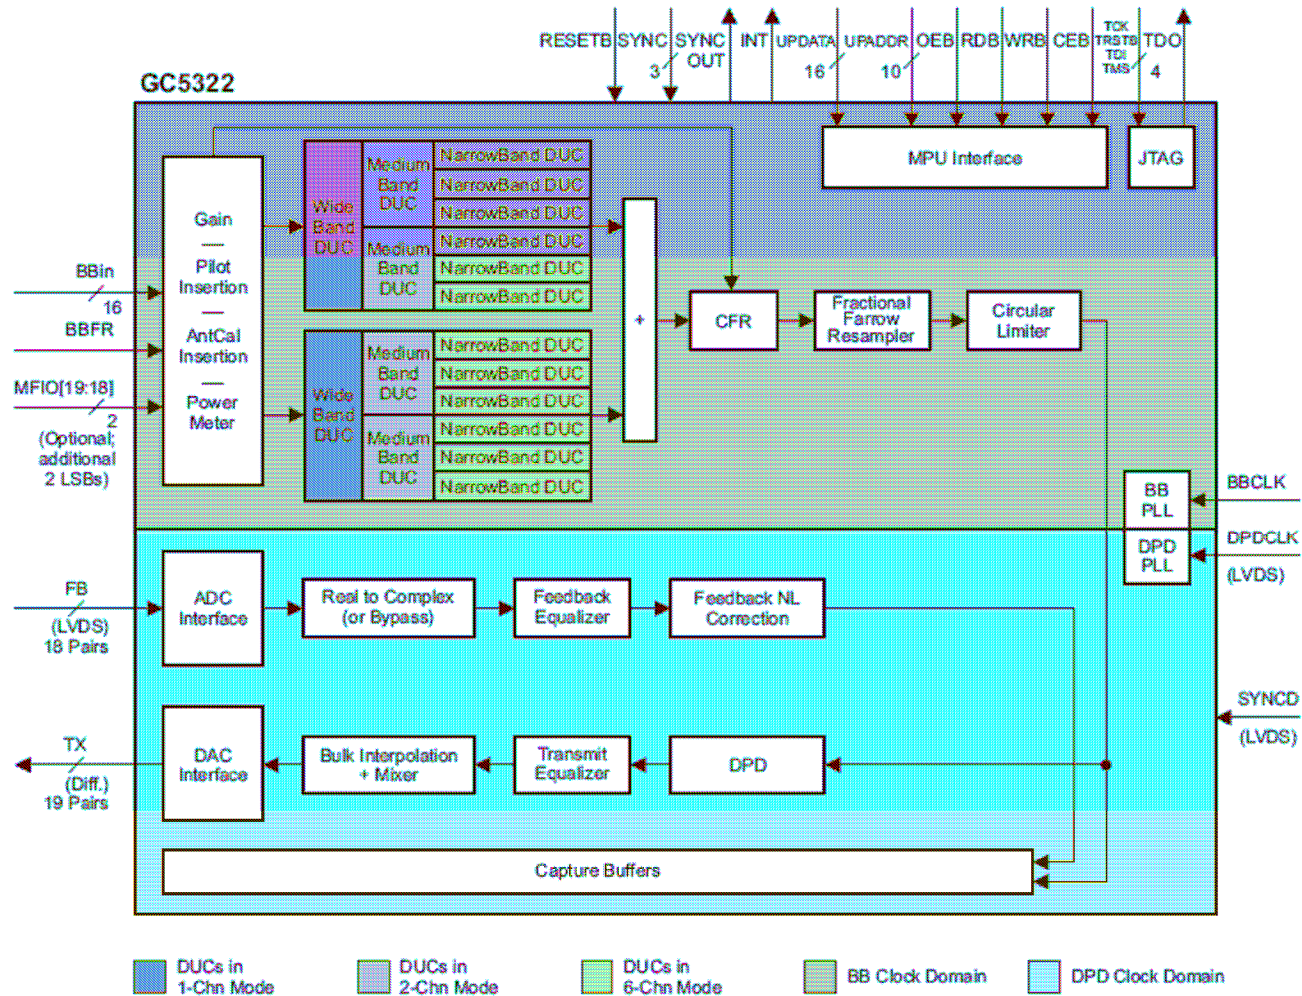 RESETB SYNC SYNC OUT INT UPDATA UPADDR OEB RDB WRB CEB TCK TRSTB TDI TMS TDO
3 16 10 4
GC5322
MPU Interface
JTAG
Gain
—
Pilot
Insertion
—
AntCal
Insertion
—
Power
Meter
BBin
16
BBFR
MFIO[19:18]
2
(Optional;
additional
2 LSBs)
Wide
Band
DUC
Medium
Band
DUC
Medium
Band
DUC
NarrowBand DUC
NarrowBand DUC
NarrowBand DUC
NarrowBand DUC
NarrowBand DUC
NarrowBand DUC
Wide
Band
DUC
Medium
Band
DUC
Medium
Band
DUC
NarrowBand DUC
NarrowBand DUC
NarrowBand DUC
NarrowBand DUC
NarrowBand DUC
NarrowBand DUC
+
CFR
Fractional
Farrow
Resampler
Circular
Limiter
BB
PLL
BBCLK
DPD
PLL
DPDCLK
(LVDS)
FB
(LVDS)
18 Pairs
ADC
Interface
Real to Complex
(or Bypass)
Feedback
Equalizer
Feedback NL
Correction
SYNCD
(LVDS)
TX
(Diff.)
19 Pairs
DAC
Interface
Bulk Interpolation
+ Mixer
Transmit
Equalizer
DPD
Capture Buffers
DUCs in
1-Chn Mode
DUCs in
2-Chn Mode
DUCs in
6-Chn Mode
BB Clock Domain
DPD Clock Domain